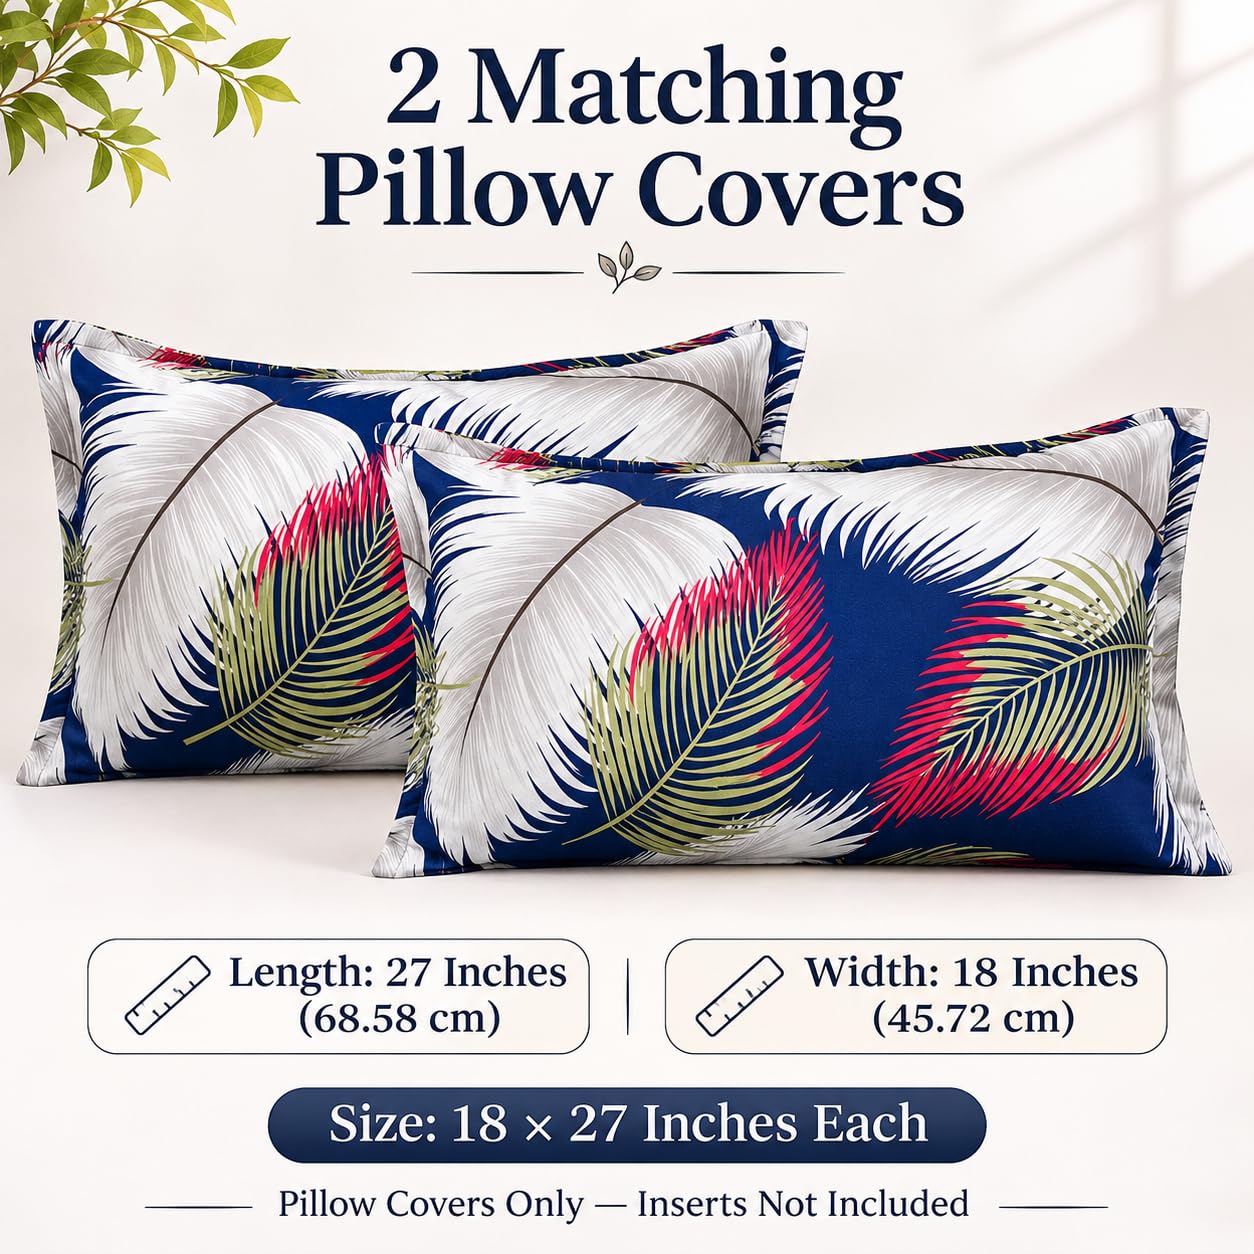 2 Matching
Pillow Covers
Length: 27 Inches
(68.58 cm)
Width: 18 Inches
(45.72 cm)
Size: 18 × 27 Inches Each
Pillow Covers Only — Inserts Not Included